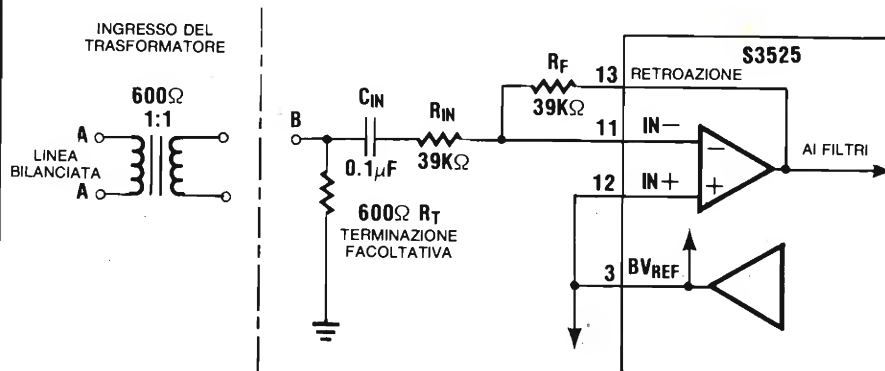 INGRESSO DEL
TRASFORMATORE
600Ω
1:1
A
LINEA
BILANCIATA
A
B
C_IN
0.1µF
R_IN
39KΩ
R_F
39KΩ
600Ω R_T
TERMINAZIONE
FACOLTATIVA
S3525
13 RETROAZIONE
11 IN−
12 IN+
3 BV_REF
−
+
AI FILTRI